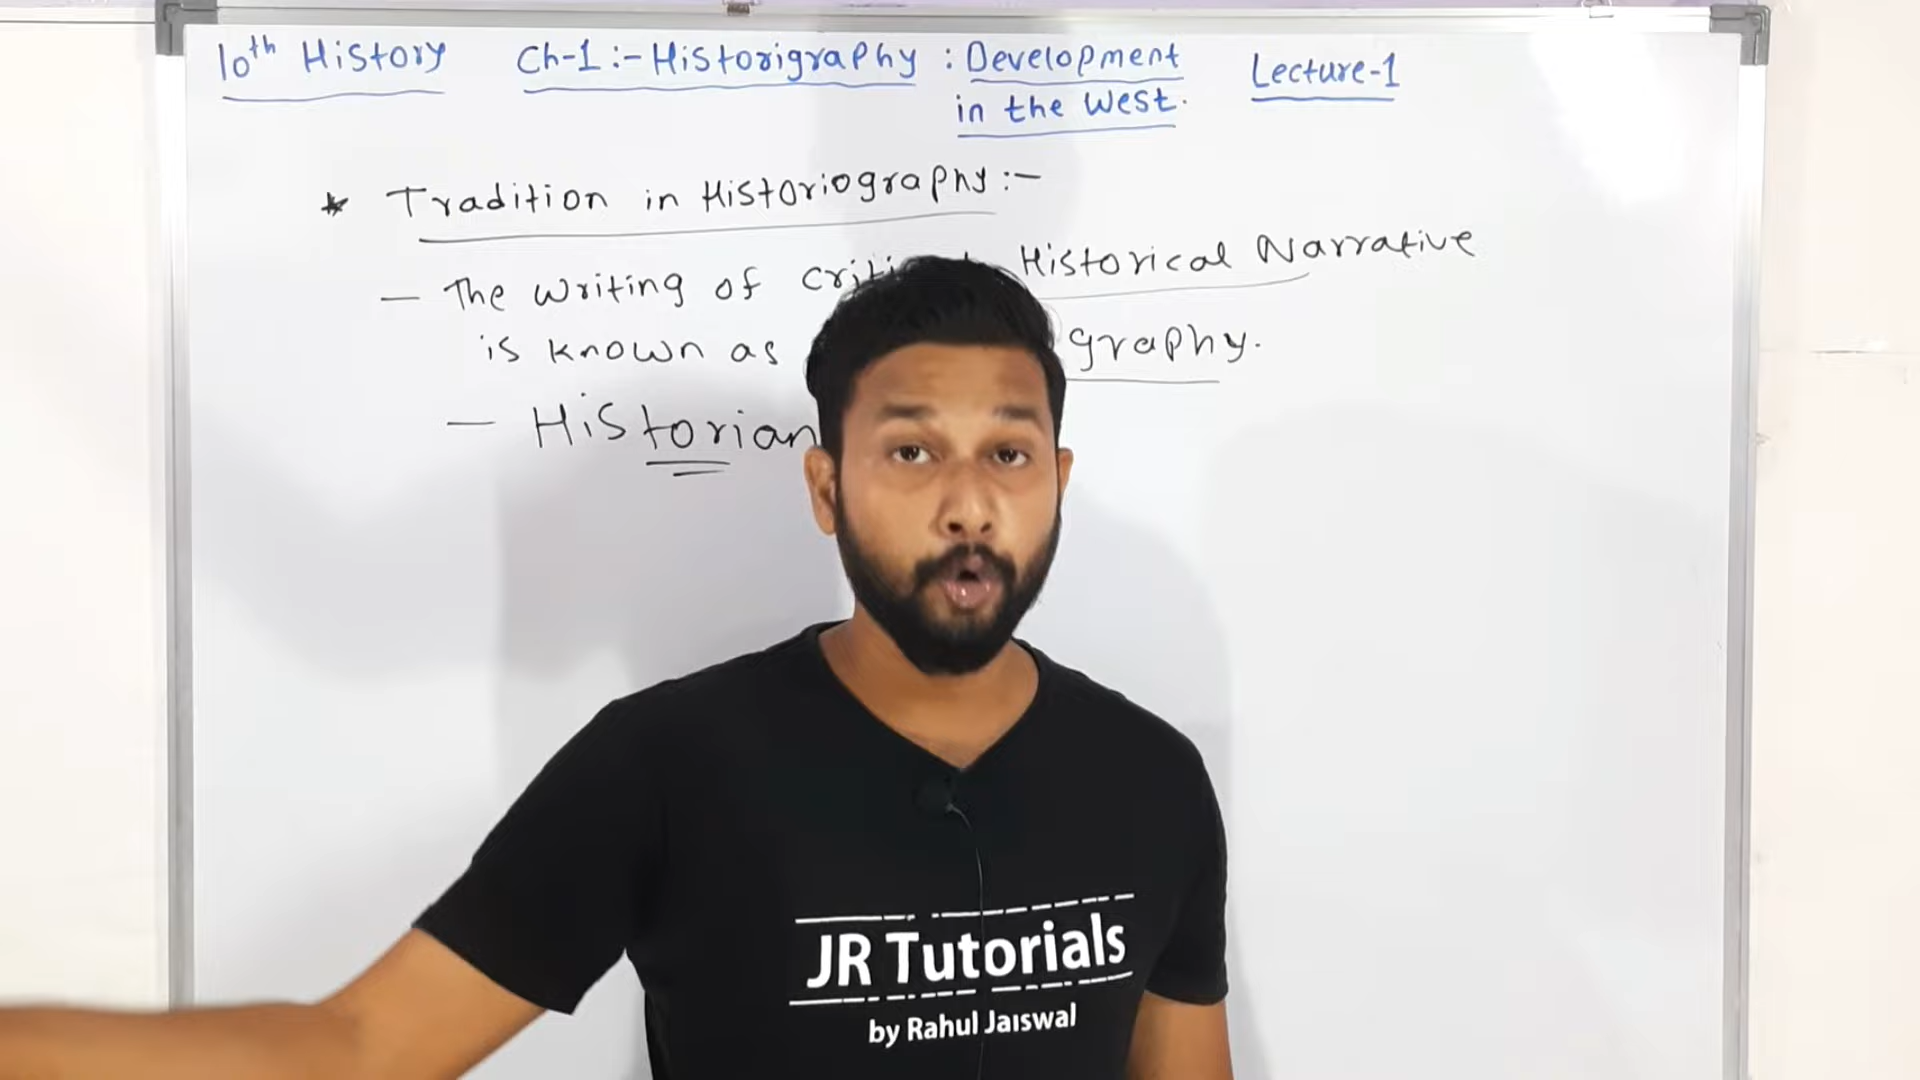 10th History Ch-1:- Historigraphy : Development Lecture-1
in the West.
* Tradition in Historiography:-
- The writing of Historical Narrative
is known as graphy.
- Historian
JR Tutorials
by Rahul Jaiswal